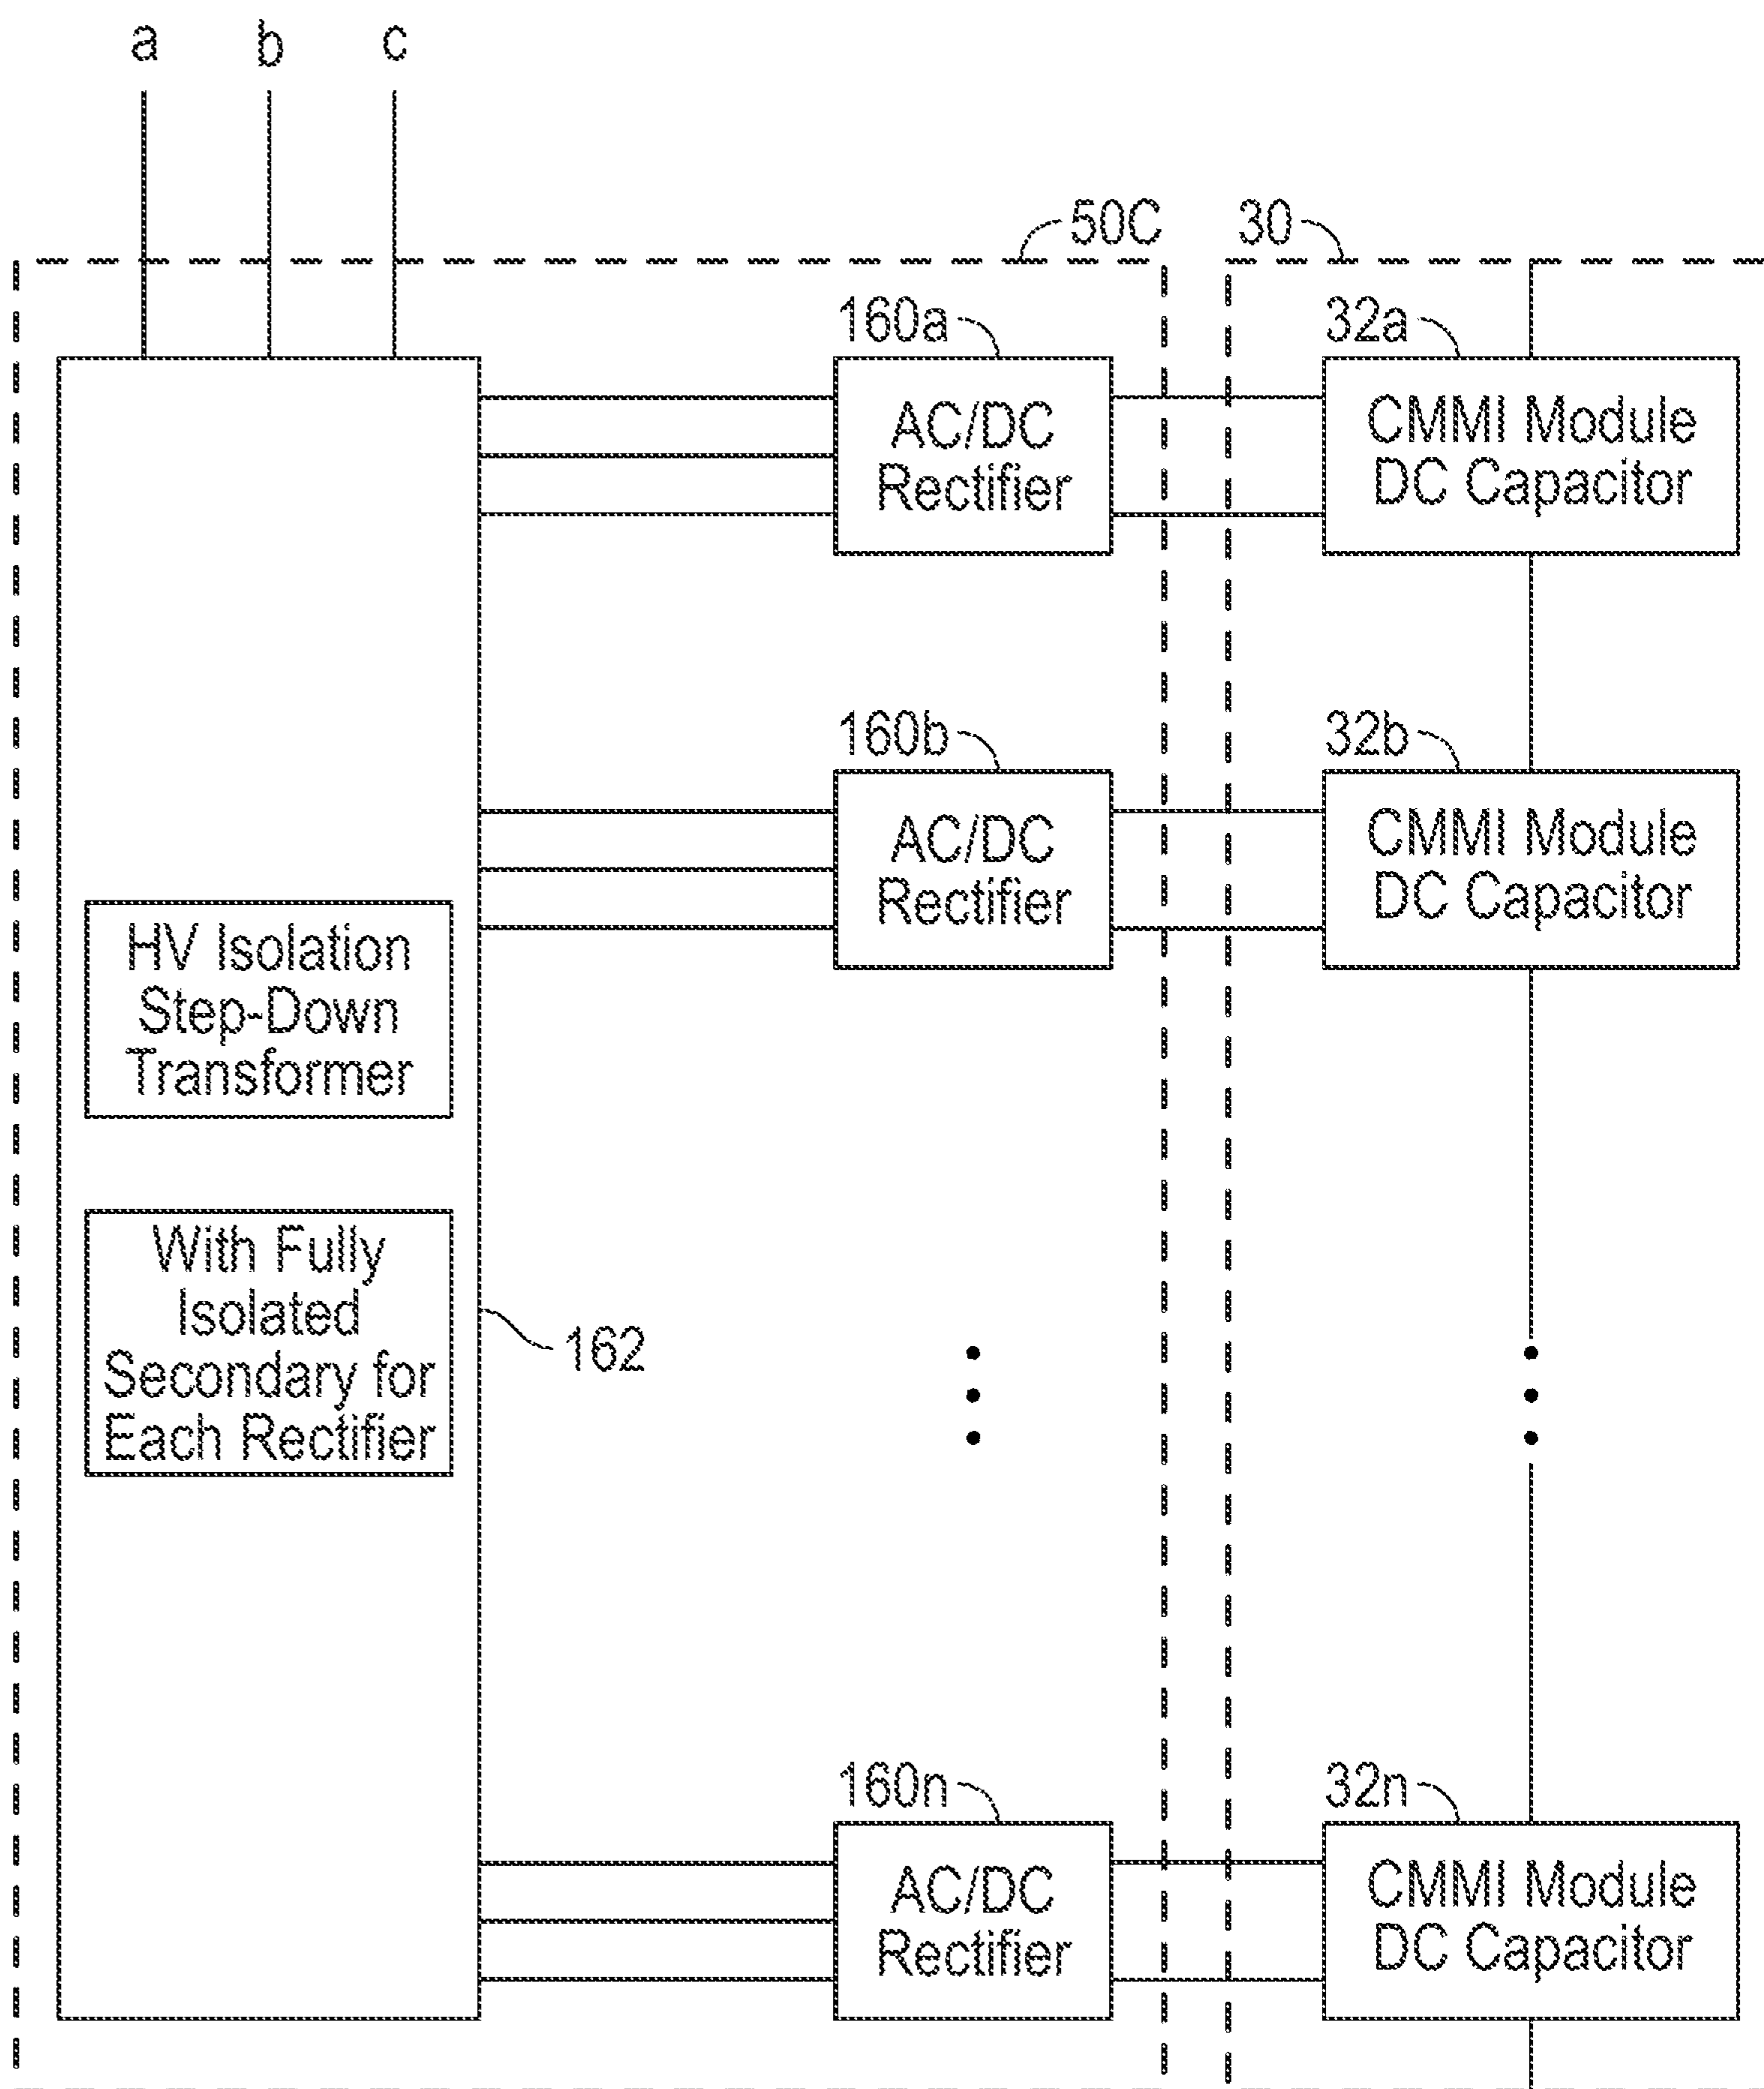 a b c
50C 30
160a 32a
AC/DC
Rectifier
CMMI Module
DC Capacitor
160b 32b
AC/DC
Rectifier
CMMI Module
DC Capacitor
HV Isolation
Step-Down
Transformer
With Fully
Isolated
Secondary for
Each Rectifier
162
160n 32n
AC/DC
Rectifier
CMMI Module
DC Capacitor